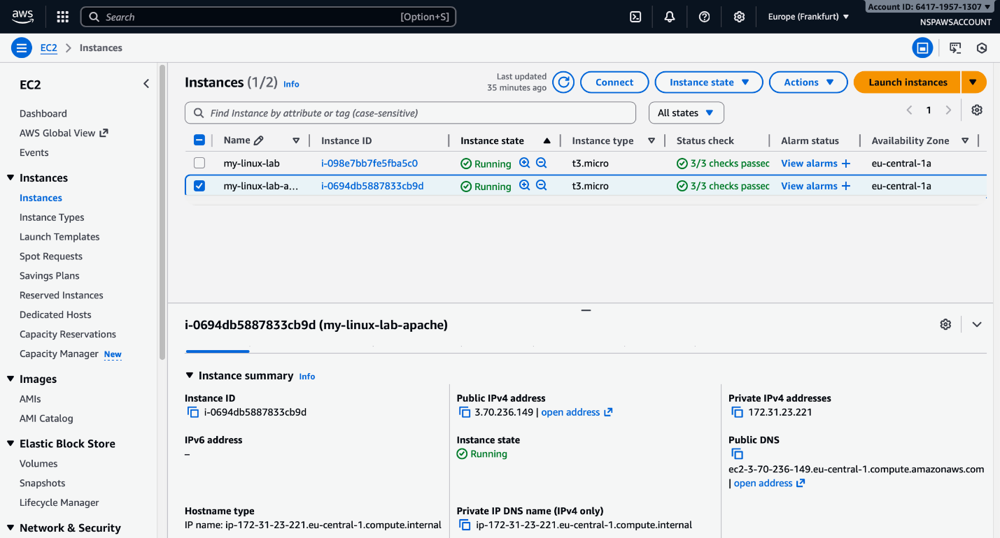 aws
Search [Option+S]
Europe (Frankfurt)
Account ID: 6417-1957-1307
NSPAWSACCOUNT
EC2 Instances
EC2
Dashboard
AWS Global View
Events
Instances
Instances
Instance Types
Launch Templates
Spot Requests
Savings Plans
Reserved Instances
Dedicated Hosts
Capacity Reservations
Capacity Manager New
Images
AMIs
AMI Catalog
Elastic Block Store
Volumes
Snapshots
Lifecycle Manager
Network & Security
Instances (1/2) Info
Last updated
35 minutes ago
Connect
Instance state
Actions
Launch instances
Find Instance by attribute or tag (case-sensitive)
All states
1
Name Instance ID Instance state Instance type Status check Alarm status Availability Zone
my-linux-lab i-098e7bb7fe5fba5c0 Running t3.micro 3/3 checks passec View alarms + eu-central-1a
my-linux-lab-a... i-0694db5887833cb9d Running t3.micro 3/3 checks passec View alarms + eu-central-1a
i-0694db5887833cb9d (my-linux-lab-apache)
Instance summary Info
Instance ID
i-0694db5887833cb9d
Public IPv4 address
3.70.236.149 | open address
Private IPv4 addresses
172.31.23.221
IPv6 address
–
Instance state
Running
Public DNS
ec2-3-70-236-149.eu-central-1.compute.amazonaws.com
| open address
Hostname type
IP name: ip-172-31-23-221.eu-central-1.compute.internal
Private IP DNS name (IPv4 only)
ip-172-31-23-221.eu-central-1.compute.internal